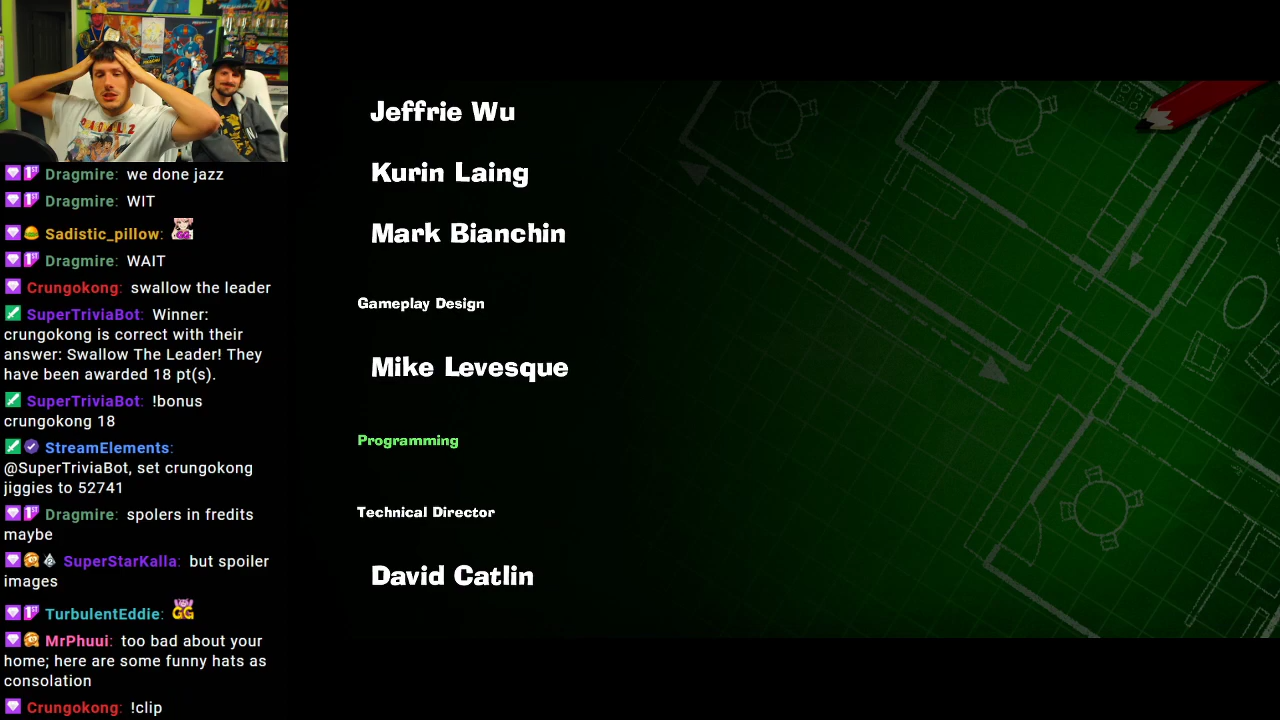 Dragmire: we done jazz
Dragmire: WIT
Sadistic_pillow:
Dragmire: WAIT
Crungokong: swallow the leader
SuperTriviaBot: Winner:
crungokong is correct with their
answer: Swallow The Leader! They
have been awarded 18 pt(s).
SuperTriviaBot: !bonus
crungokong 18
StreamElements:
@SuperTriviaBot, set crungokong
jiggies to 52741
Dragmire: spolers in fredits
maybe
SuperStarKalla: but spoiler
images
TurbulentEddie: GG
MrPhuui: too bad about your
home; here are some funny hats as
consolation
Crungokong: !clip
Jeffrie Wu
Kurin Laing
Mark Bianchin
Gameplay Design
Mike Levesque
Programming
Technical Director
David Catlin